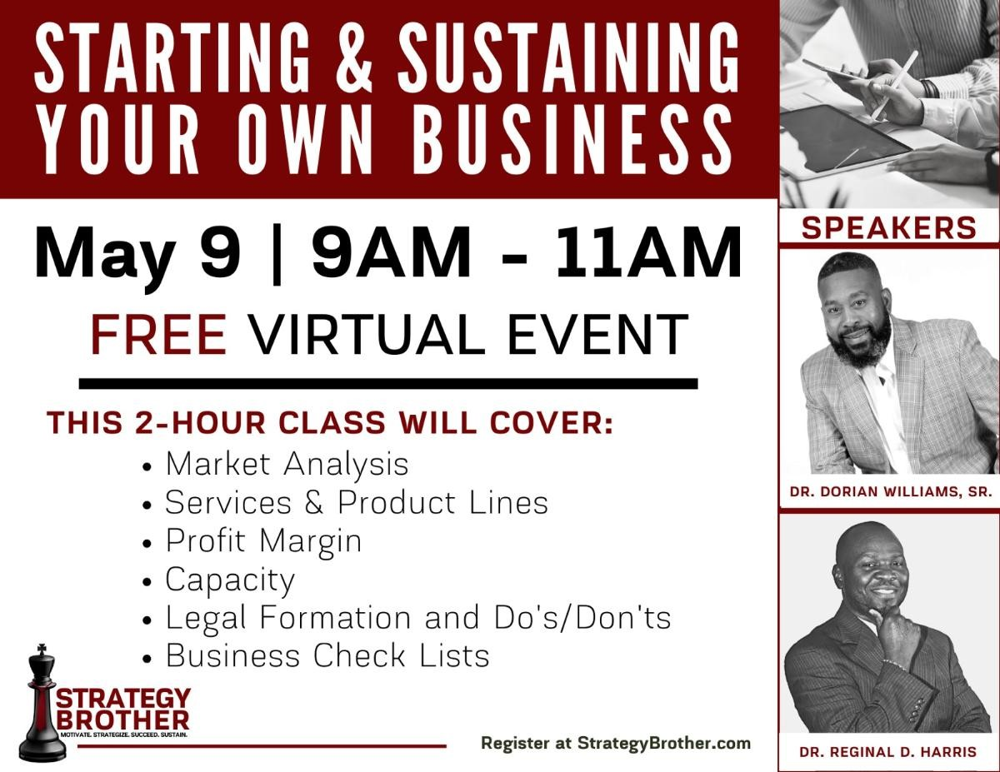 STARTING & SUSTAINING
YOUR OWN BUSINESS
May 9 | 9AM - 11AM
FREE VIRTUAL EVENT
THIS 2-HOUR CLASS WILL COVER:
• Market Analysis
• Services & Product Lines
• Profit Margin
• Capacity
• Legal Formation and Do's/Don'ts
• Business Check Lists
STRATEGY
BROTHER
MOTIVATE. STRATEGIZE. SUCCEED. SUSTAIN.
Register at StrategyBrother.com
SPEAKERS
DR. DORIAN WILLIAMS, SR.
DR. REGINAL D. HARRIS